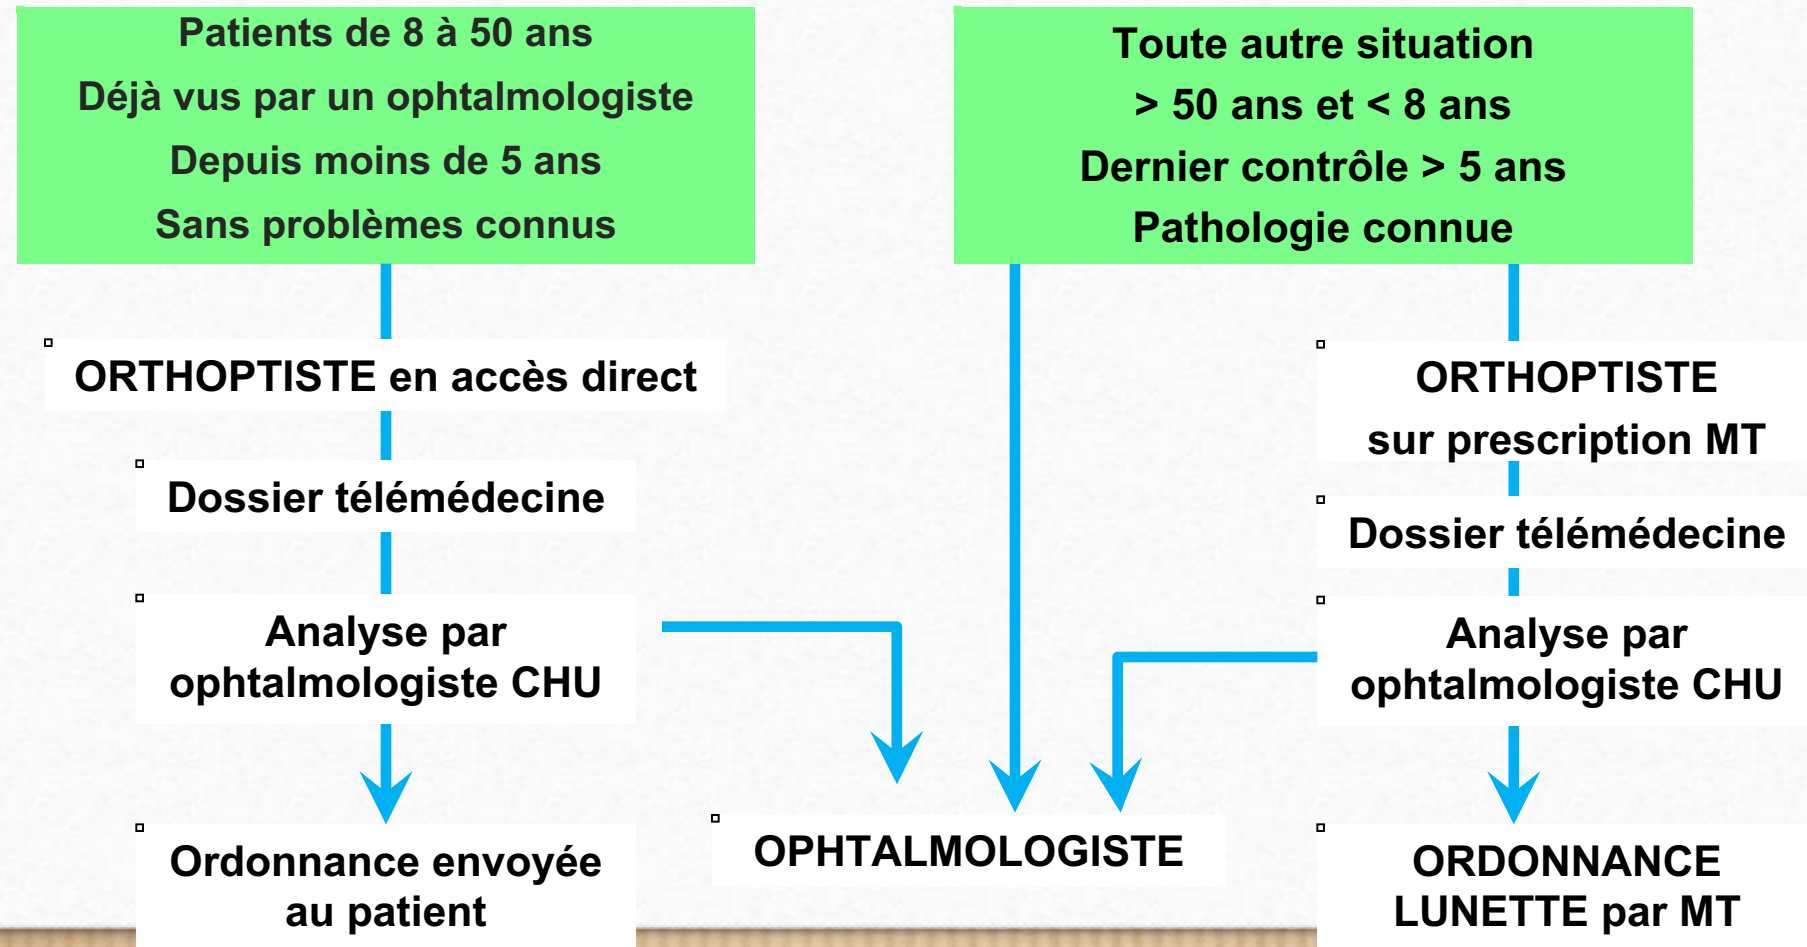 Patients de 8 à 50 ans
Déjà vus par un ophtalmologiste
Depuis moins de 5 ans
Sans problèmes connus
Toute autre situation
> 50 ans et < 8 ans
Dernier contrôle > 5 ans
Pathologie connue
ORTHOPTISTE en accès direct
Dossier télémédecine
Analyse par
ophtalmologiste CHU
Ordonnance envoyée
au patient
OPHTALMOLOGISTE
ORTHOPTISTE
sur prescription MT
Dossier télémédecine
Analyse par
ophtalmologiste CHU
ORDONNANCE
LUNETTE par MT